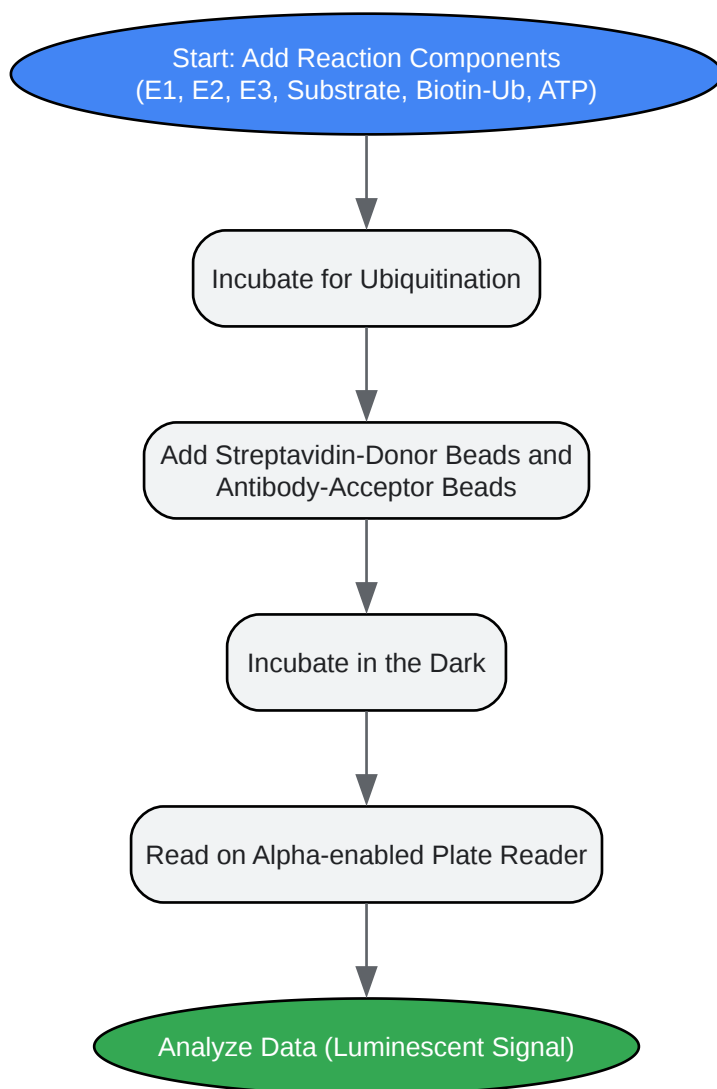 Start: Add Reaction Components
(E1, E2, E3, Substrate, Biotin-Ub, ATP)
Incubate for Ubiquitination
Add Streptavidin-Donor Beads and
Antibody-Acceptor Beads
Incubate in the Dark
Read on Alpha-enabled Plate Reader
Analyze Data (Luminescent Signal)